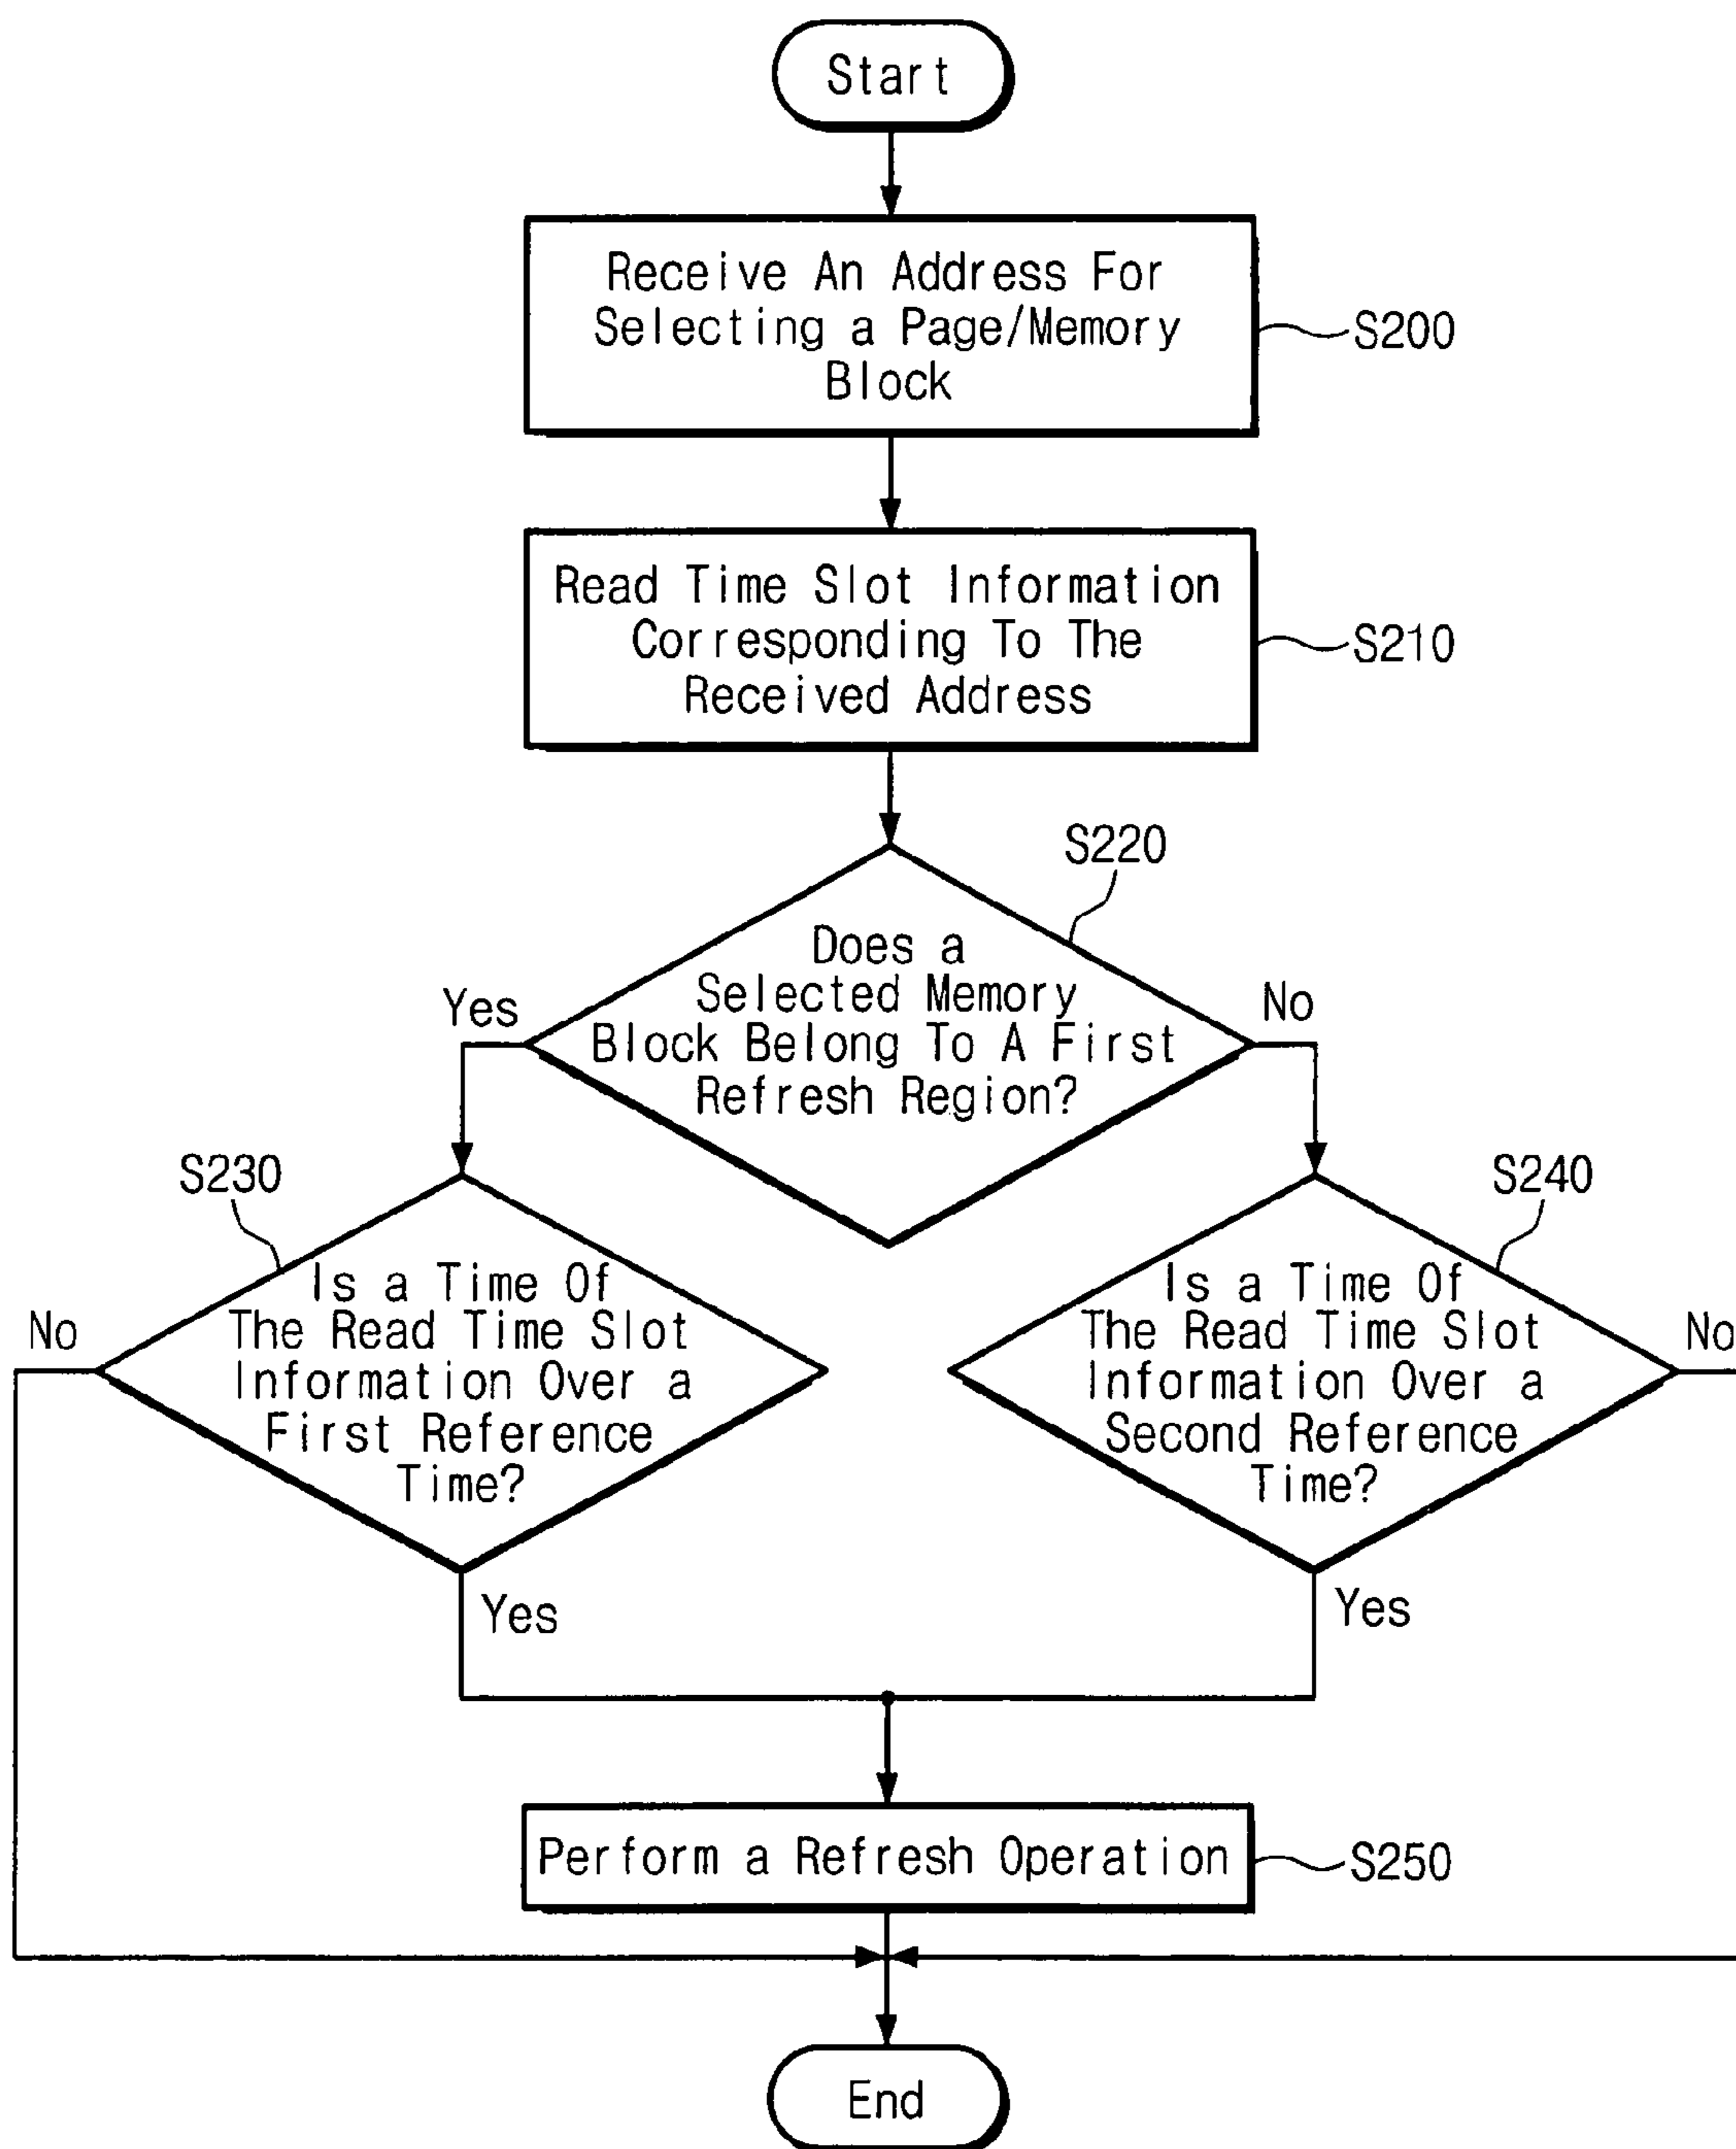 Start
Receive An Address For
Selecting a Page/Memory
Block
S200
Read Time Slot Information
Corresponding To The
Received Address
S210
S220
Does a
Selected Memory
Block Belong To A First
Refresh Region?
Yes
No
S230
Is a Time Of
The Read Time Slot
Information Over a
First Reference
Time?
No
Yes
S240
Is a Time Of
The Read Time Slot
Information Over a
Second Reference
Time?
No
Yes
Perform a Refresh Operation
S250
End